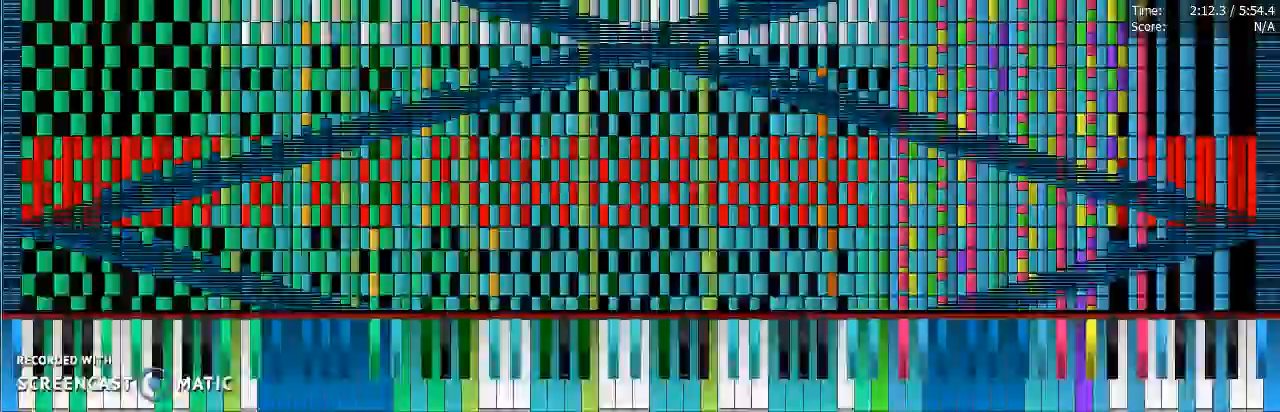 Time: 2:12.3 / 5:54.4
Score: N/A
RECORDED WITH
SCREENCAST MATIC